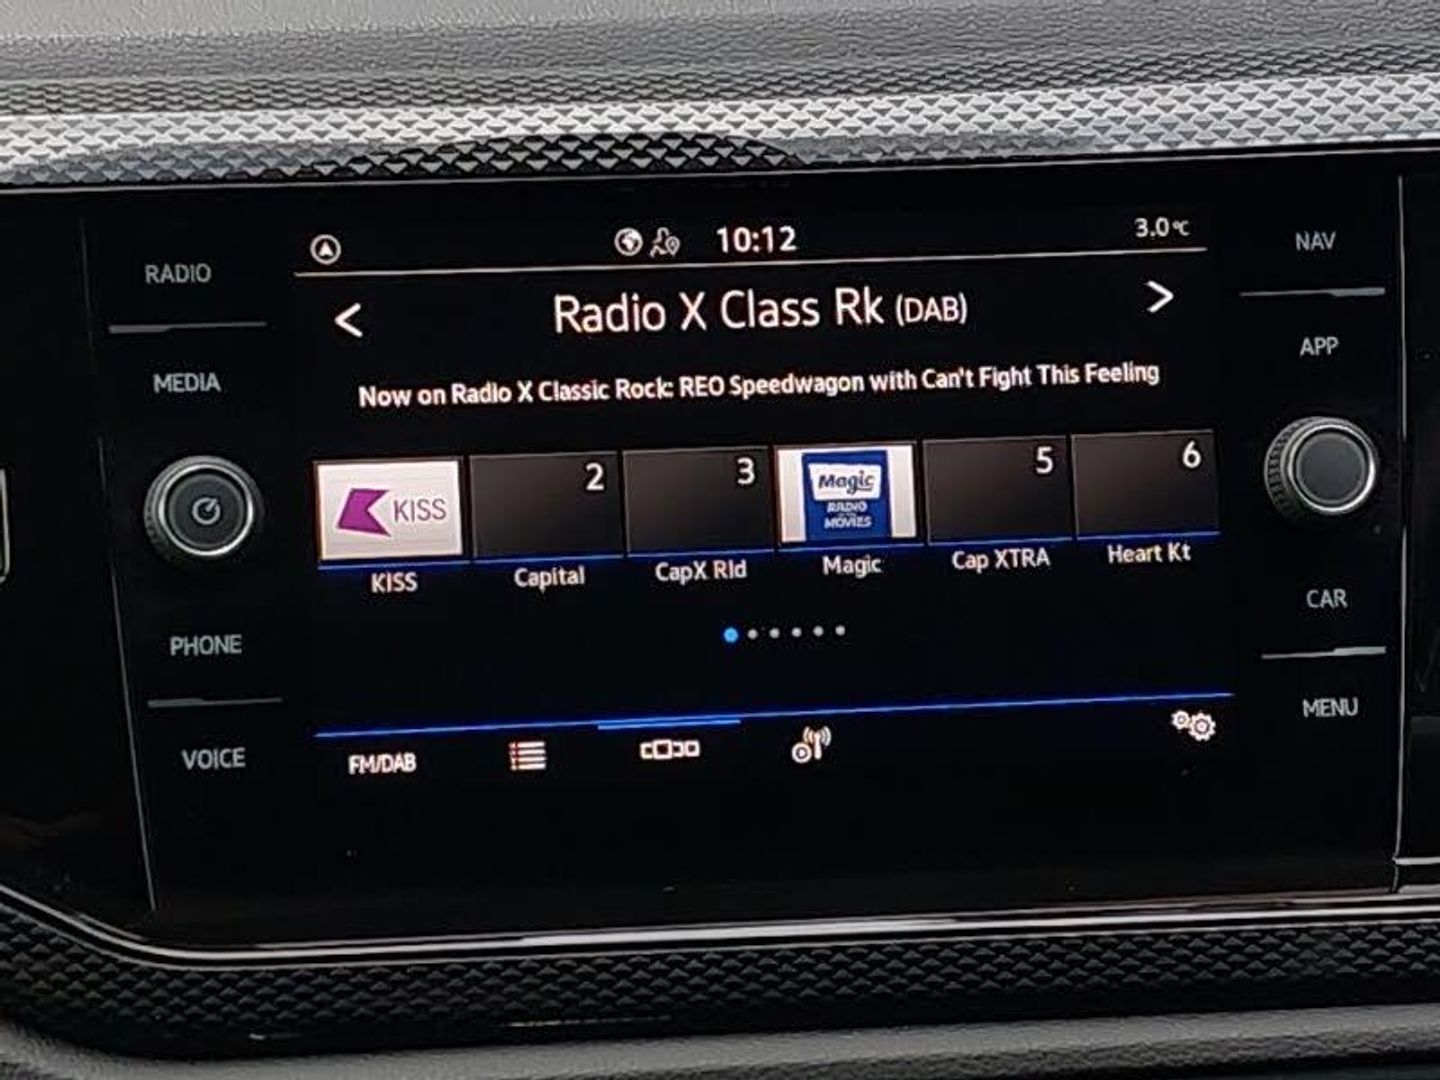 RADIO
MEDIA
PHONE
VOICE
10:12
3.0°C
< Radio X Class Rk (DAB) >
Now on Radio X Classic Rock: REO Speedwagon with Can't Fight This Feeling
KISS 2 3 Magic RADIO MOVIES 5 6
KISS Capital CapX Rld Magic Cap XTRA Heart Kt
FM/DAB
NAV
APP
CAR
MENU